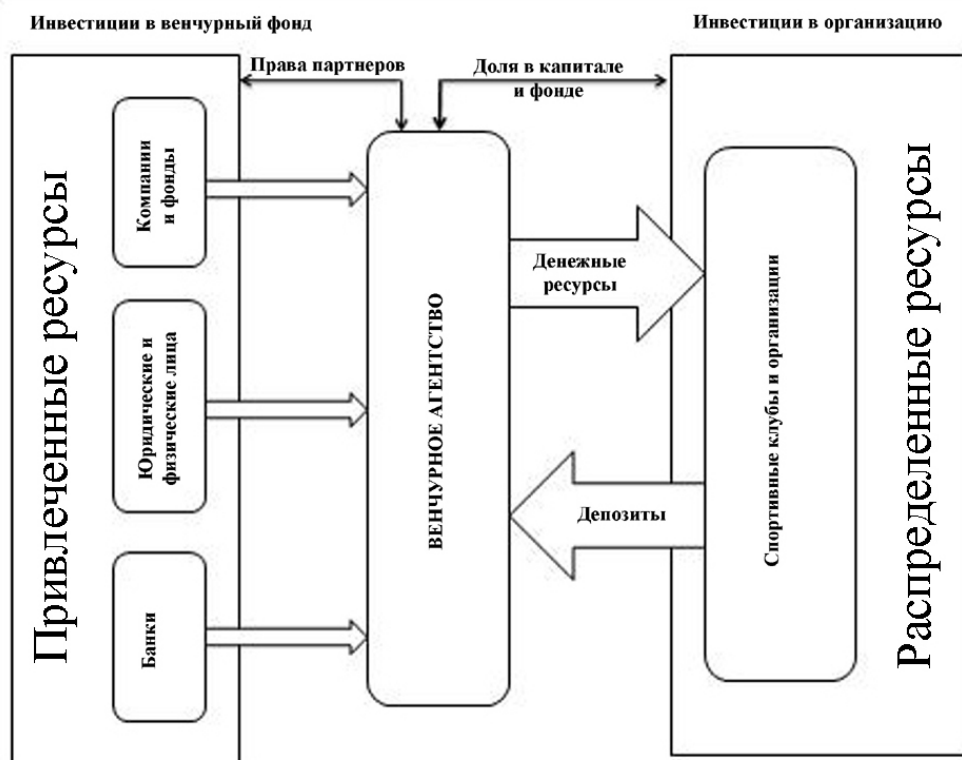 Инвестиции в венчурный фонд
Инвестиции в организацию
Права партнеров
Доля в капитале
и фонде
Привлеченные ресурсы
Компании
и фонды
Юридические и
физические лица
Банки
ВЕНЧУРНОЕ АГЕНТСТВО
Денежные
ресурсы
Депозиты
Спортивные клубы и организации
Распределенные ресурсы